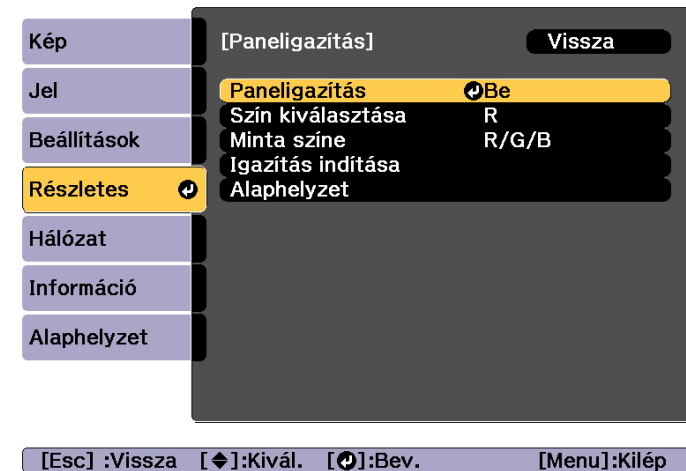 Kép
Jel
Beállítások
Részletes
Hálózat
Információ
Alaphelyzet
[Paneligazítás] Vissza
Paneligazítás Be
Szín kiválasztása R
Minta színe R/G/B
Igazítás indítása
Alaphelyzet
[Esc] :Vissza [◆]:Kivál. [⏎]:Bev. [Menu]:Kilép